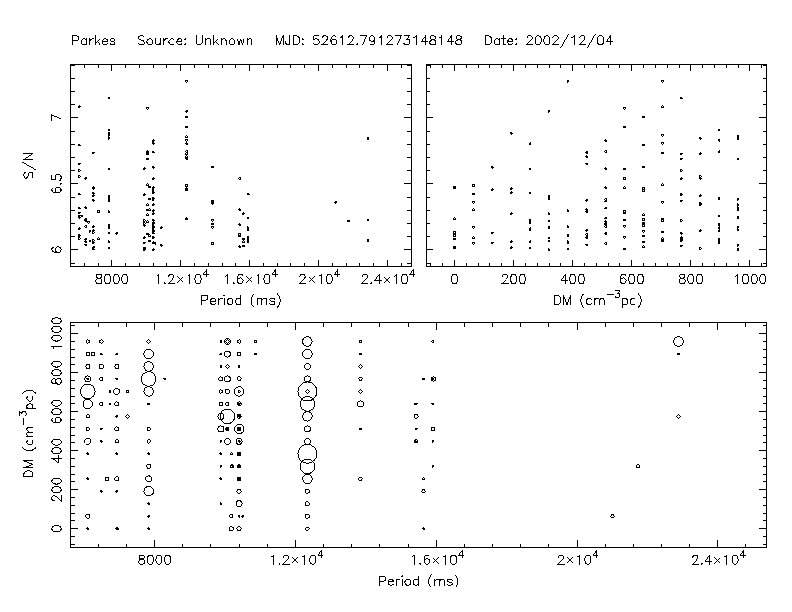 Parkes Source: Unknown MJD: 52612.791273148148 Date: 2002/12/04
S/N
7
6.5
6
8000 1.2×10⁴ 1.6×10⁴ 2×10⁴ 2.4×10⁴
Period (ms)
0 200 400 600 800 1000
DM (cm⁻³pc)
DM (cm⁻³pc)
1000
800
600
400
200
0
8000 1.2×10⁴ 1.6×10⁴ 2×10⁴ 2.4×10⁴
Period (ms)